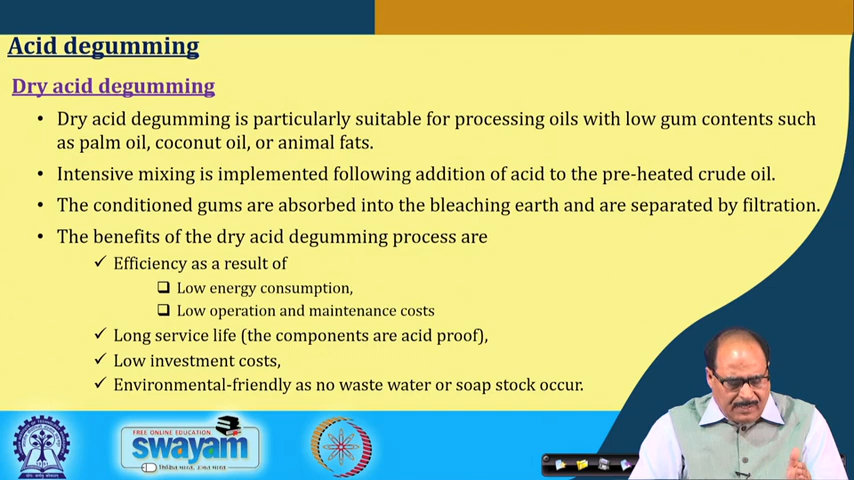 Acid degumming
Dry acid degumming
• Dry acid degumming is particularly suitable for processing oils with low gum contents such
as palm oil, coconut oil, or animal fats.
• Intensive mixing is implemented following addition of acid to the pre-heated crude oil.
• The conditioned gums are absorbed into the bleaching earth and are separated by filtration.
• The benefits of the dry acid degumming process are
✓ Efficiency as a result of
❑ Low energy consumption,
❑ Low operation and maintenance costs
✓ Long service life (the components are acid proof),
✓ Low investment costs,
✓ Environmental-friendly as no waste water or soap stock occur.
FREE ONLINE EDUCATION
swayam